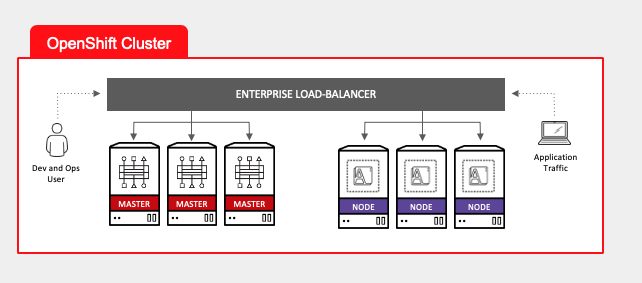 OpenShift Cluster
ENTERPRISE LOAD-BALANCER
Dev and Ops
User
MASTER
MASTER
MASTER
A
NODE
A
NODE
A
NODE
Application
Traffic